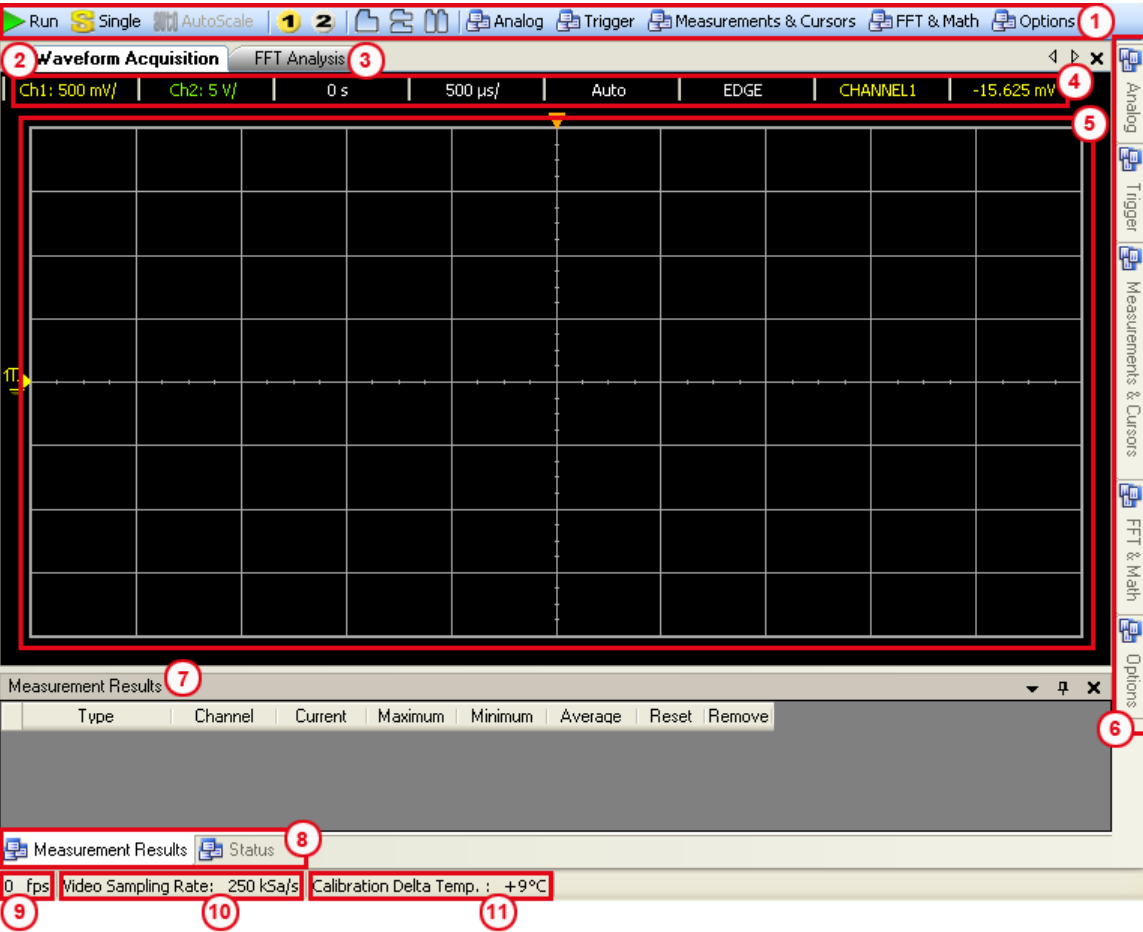 Run Single AutoScale 1 2 Analog Trigger Measurements & Cursors FFT & Math Options 1
2 Waveform Acquisition FFT Analysis 3
Ch1: 500 mV/ Ch2: 5 V/ 0 s 500 µs/ Auto EDGE CHANNEL1 -15.625 mV 4
5
Analog
Trigger
Measurements & Cursors
FFT & Math
Options
6
1T
Measurement Results 7
Type Channel Current Maximum Minimum Average Reset Remove
Measurement Results Status 8
0 fps Video Sampling Rate: 250 kSa/s Calibration Delta Temp. : +9°C
9 10 11